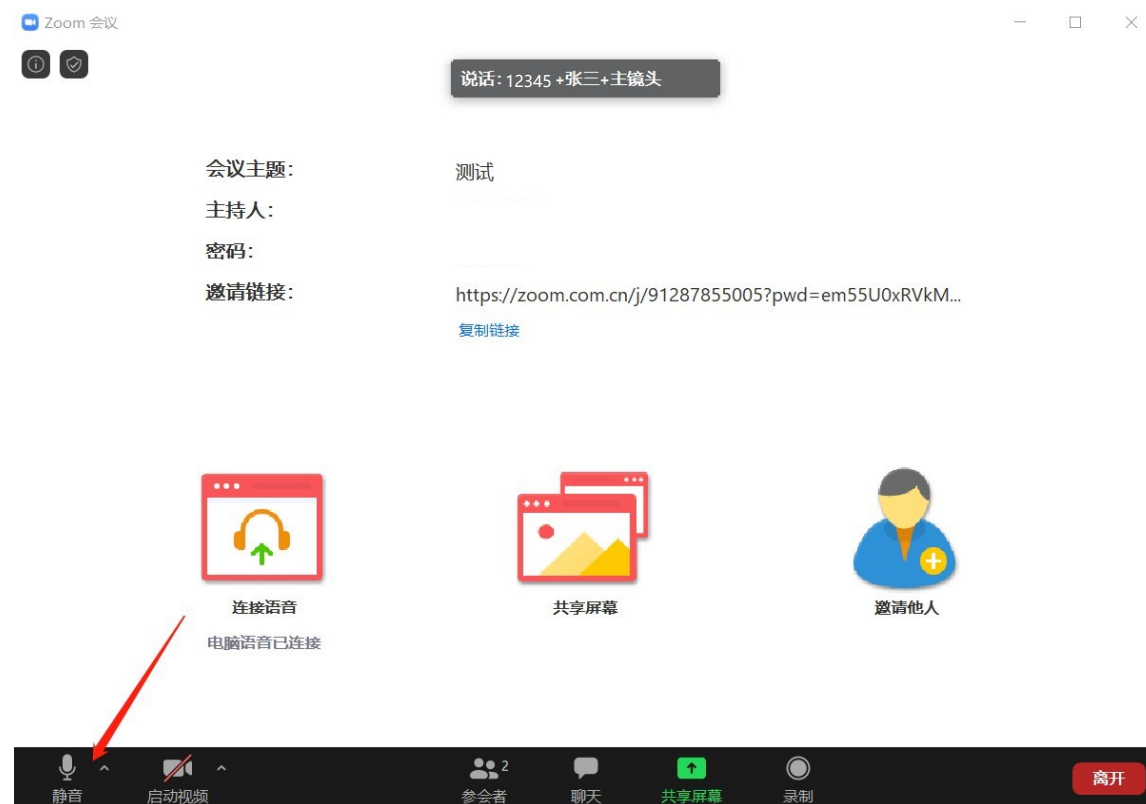 Zoom 会议
说话：12345 +张三+主镜头
会议主题： 测试
主持人：
密码：
邀请链接： https://zoom.com.cn/j/91287855005?pwd=em55U0xRVkM...
复制链接
连接语音 共享屏幕 邀请他人
电脑语音已连接
2
静音 启动视频 参会者 聊天 共享屏幕 录制 离开